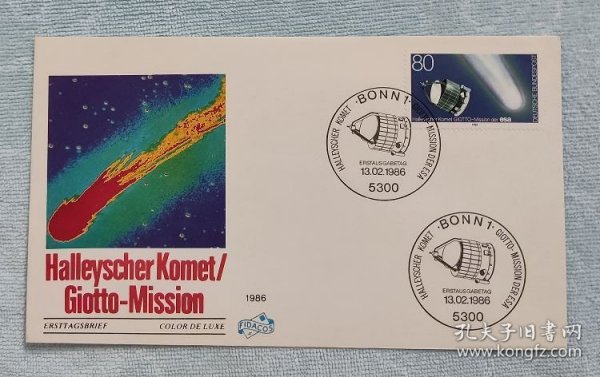 80
DEUTSCHE BUNDESPOST
Halleyscher Komet GIOTTO-Mission der esa
HALLEYSCHER KOMET · BONN 1 · GIOTTO-MISSION DER ESA
ERSTAUSGABETAG
13.02.1986
5300
HALLEYSCHER KOMET · BONN 1 · GIOTTO-MISSION DER ESA
ERSTAUSGABETAG
13.02.1986
5300
Halleyscher Komet/
Giotto-Mission
ERSTTAGSBRIEF COLOR DE LUXE
1986
FIDACOS
孔夫子旧书网
www.kongfz.com